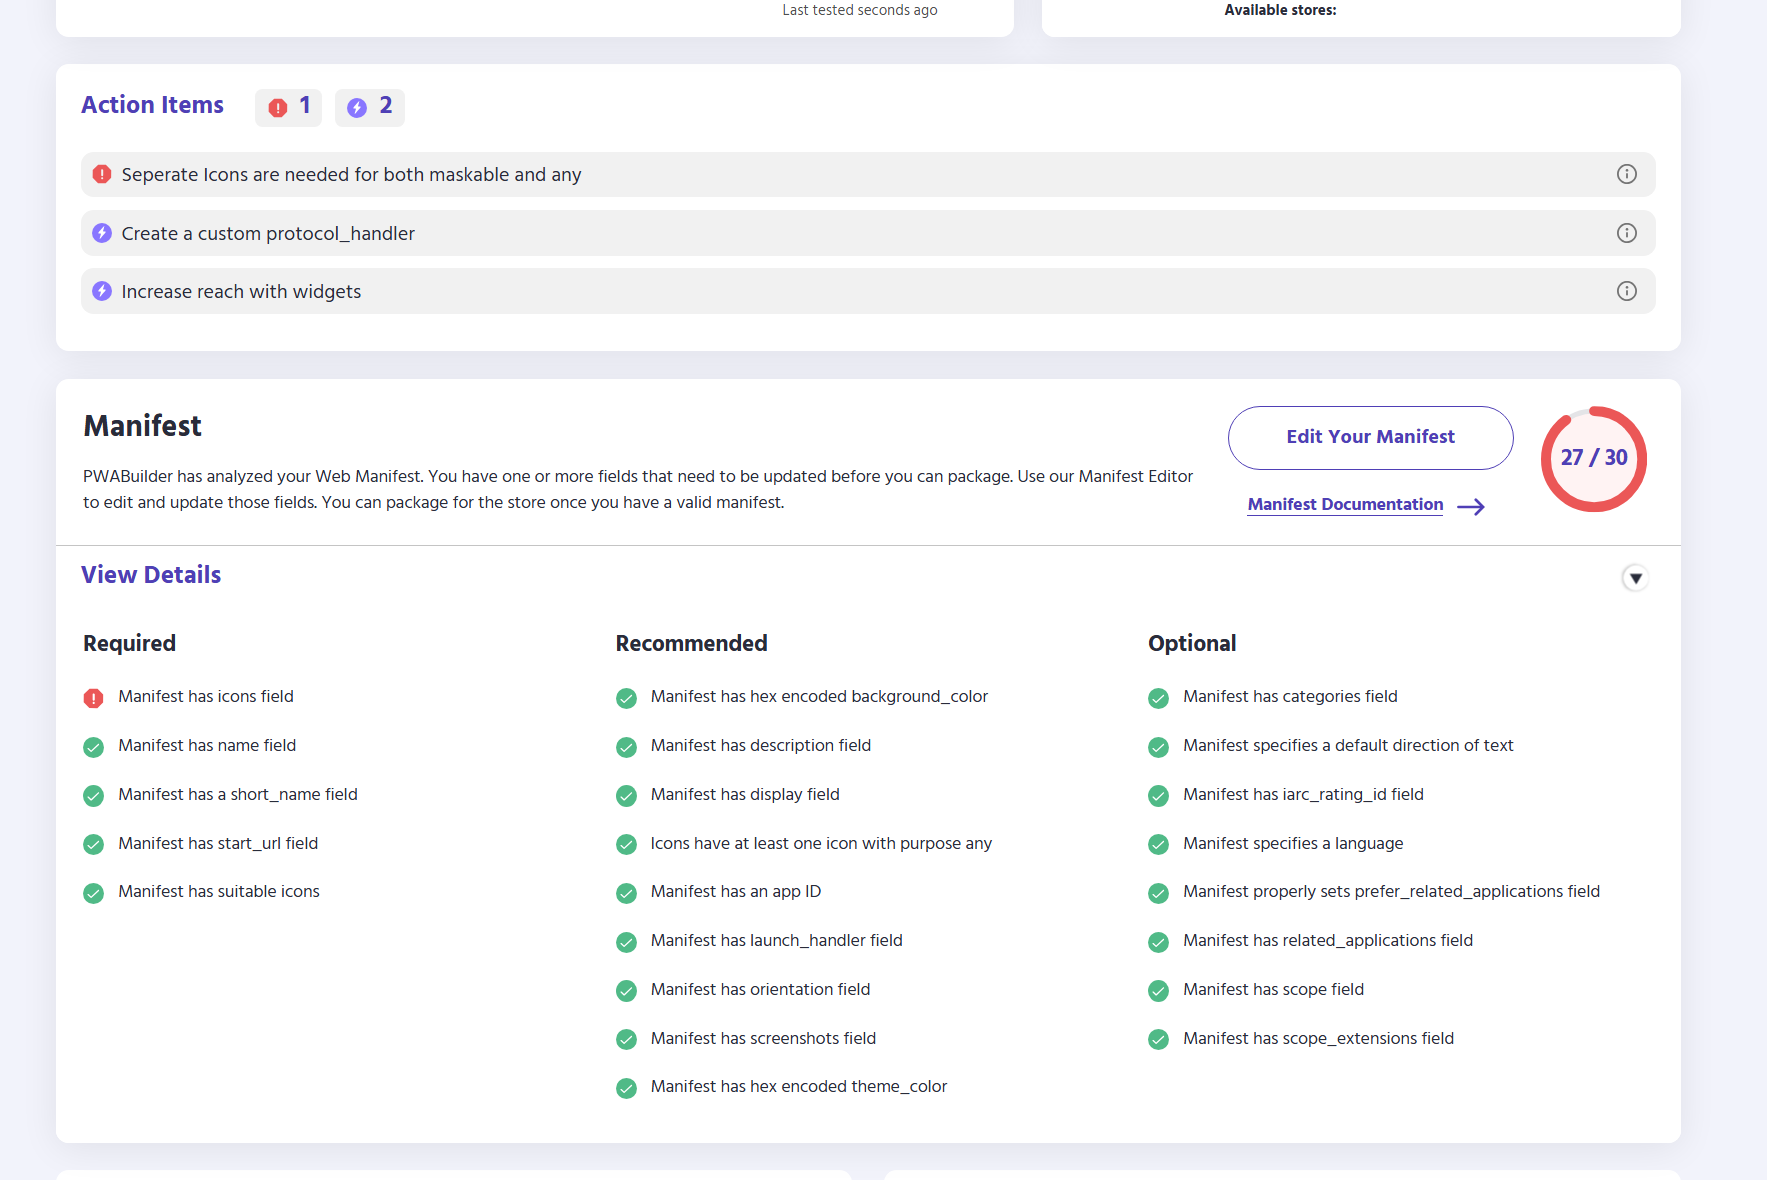 Last tested seconds ago
Available stores:
Action Items 1 2
Seperate Icons are needed for both maskable and any
Create a custom protocol_handler
Increase reach with widgets
Manifest
PWABuilder has analyzed your Web Manifest. You have one or more fields that need to be updated before you can package. Use our Manifest Editor
to edit and update those fields. You can package for the store once you have a valid manifest.
Edit Your Manifest
Manifest Documentation
27 / 30
View Details
Required
Manifest has icons field
Manifest has name field
Manifest has a short_name field
Manifest has start_url field
Manifest has suitable icons
Recommended
Manifest has hex encoded background_color
Manifest has description field
Manifest has display field
Icons have at least one icon with purpose any
Manifest has an app ID
Manifest has launch_handler field
Manifest has orientation field
Manifest has screenshots field
Manifest has hex encoded theme_color
Optional
Manifest has categories field
Manifest specifies a default direction of text
Manifest has iarc_rating_id field
Manifest specifies a language
Manifest properly sets prefer_related_applications field
Manifest has related_applications field
Manifest has scope field
Manifest has scope_extensions field